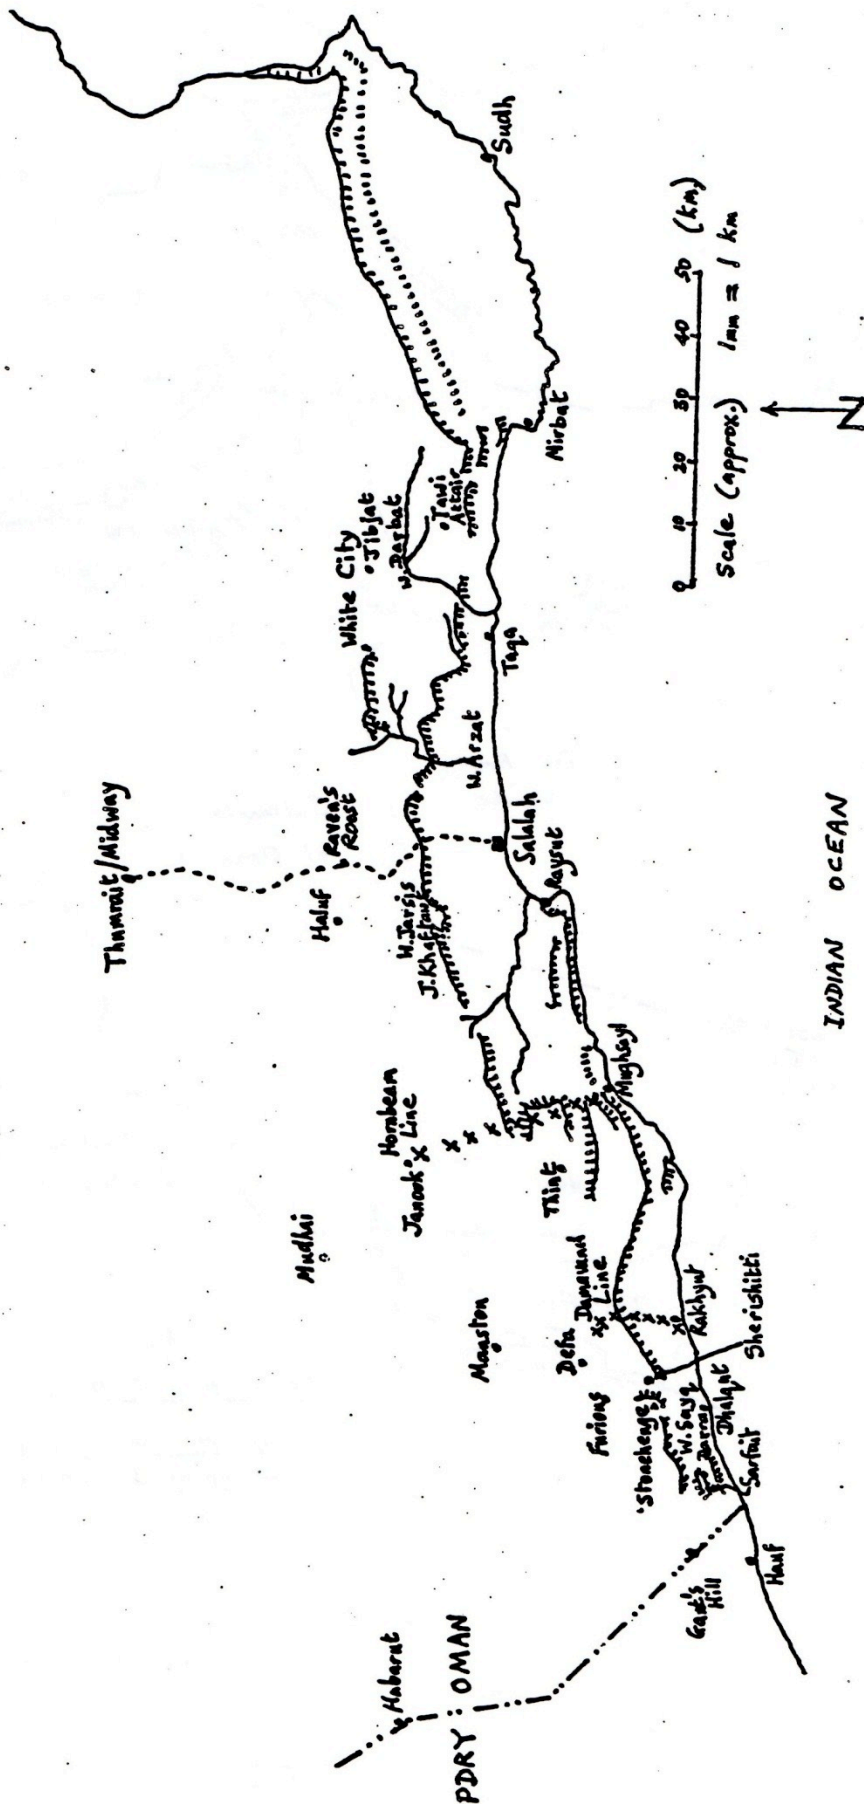 Thamrait/Midway
Habarut
Mudhai
Haluf
Raven's
Roost
White City
Jibjat
PDRY : OMAN
Hornbeam
Janook
Line
W. Jarsis
J. Khaftawt
W. Darbat
Tawi
Attair
Manston
W. Arzat
Sudh
Thint
Defa
Damavand
Line
Salalah
Taqa
Mirbat
Furious
Raysut
'Stonehenge'
Mughsayl
W. Sayq
Darra
Dhalqut
Rakhyut
Hill
Sarfait
Hauf
Sherishitti
0 10 20 30 40 50 (km)
Scale (approx.) 1mm = 1 km
N
INDIAN OCEAN